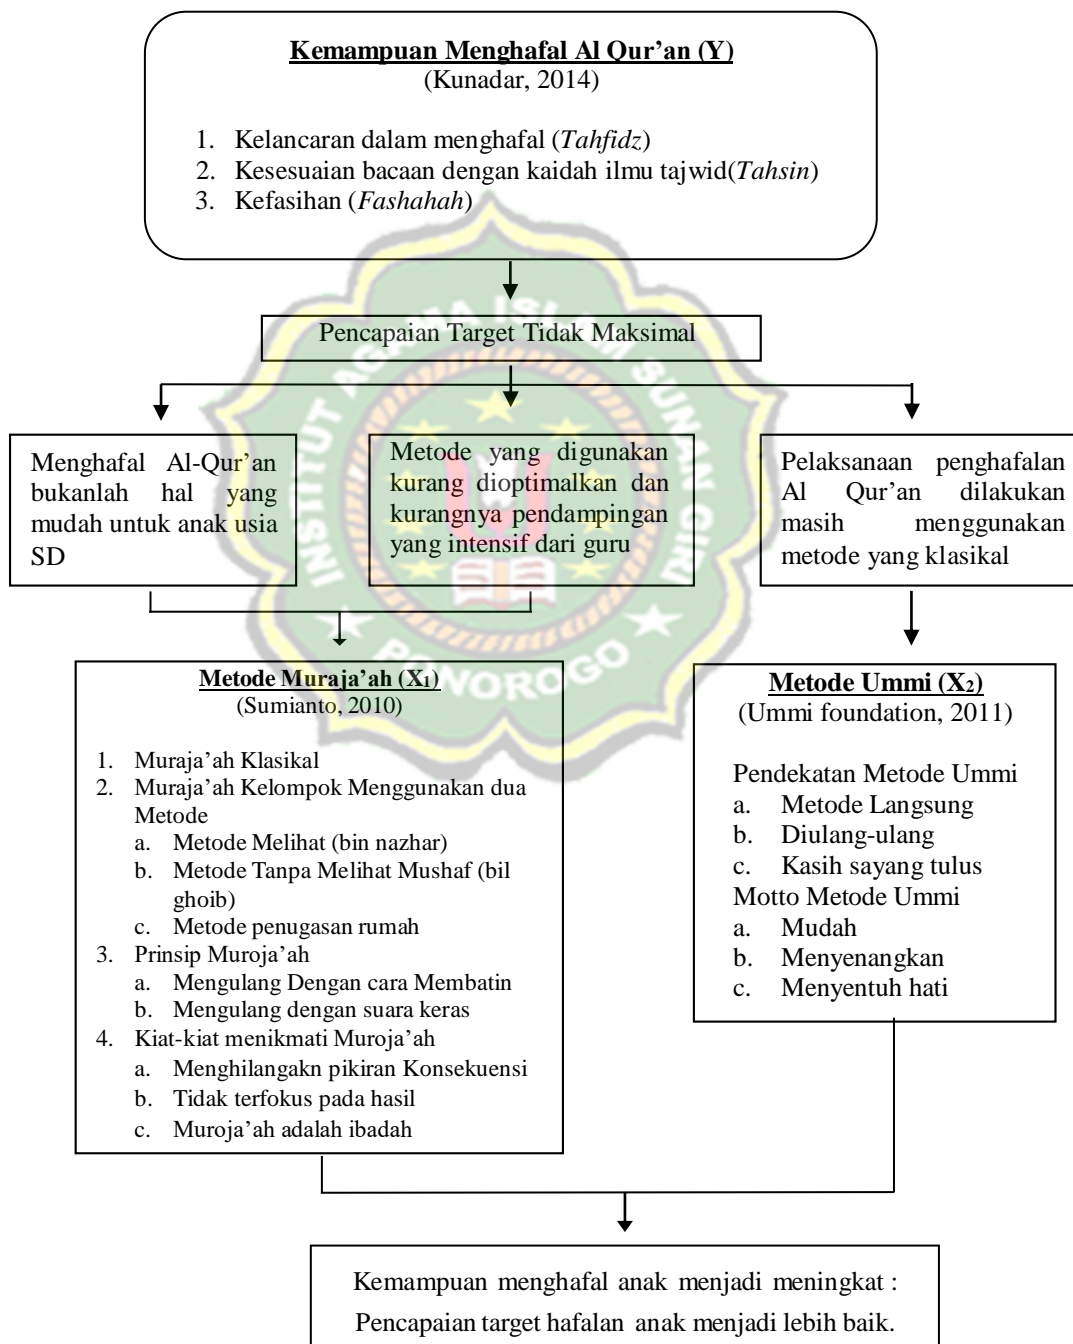 Kemampuan Menghafal Al Qur’an (Y)
(Kunadar, 2014)
1. Kelancaran dalam menghafal (Tahfidz)
2. Kesesuaian bacaan dengan kaidah ilmu tajwid(Tahsin)
3. Kefasihan (Fashahah)
Pencapaian Target Tidak Maksimal
Menghafal Al-Qur’an
bukanlah hal yang
mudah untuk anak usia
SD
Metode yang digunakan
kurang dioptimalkan dan
kurangnya pendampingan
yang intensif dari guru
Pelaksanaan penghafalan
Al Qur’an dilakukan
masih menggunakan
metode yang klasikal
INSTITUT AGAMA ISLAM SUNAN GIRI
PONOROGO
Metode Muraja’ah (X1)
(Sumianto, 2010)
1. Muraja’ah Klasikal
2. Muraja’ah Kelompok Menggunakan dua
Metode
a. Metode Melihat (bin nazhar)
b. Metode Tanpa Melihat Mushaf (bil
ghoib)
c. Metode penugasan rumah
3. Prinsip Muroja’ah
a. Mengulang Dengan cara Membatin
b. Mengulang dengan suara keras
4. Kiat-kiat menikmati Muroja’ah
a. Menghilangakn pikiran Konsekuensi
b. Tidak terfokus pada hasil
c. Muroja’ah adalah ibadah
Metode Ummi (X2)
(Ummi foundation, 2011)
Pendekatan Metode Ummi
a. Metode Langsung
b. Diulang-ulang
c. Kasih sayang tulus
Motto Metode Ummi
a. Mudah
b. Menyenangkan
c. Menyentuh hati
Kemampuan menghafal anak menjadi meningkat :
Pencapaian target hafalan anak menjadi lebih baik.